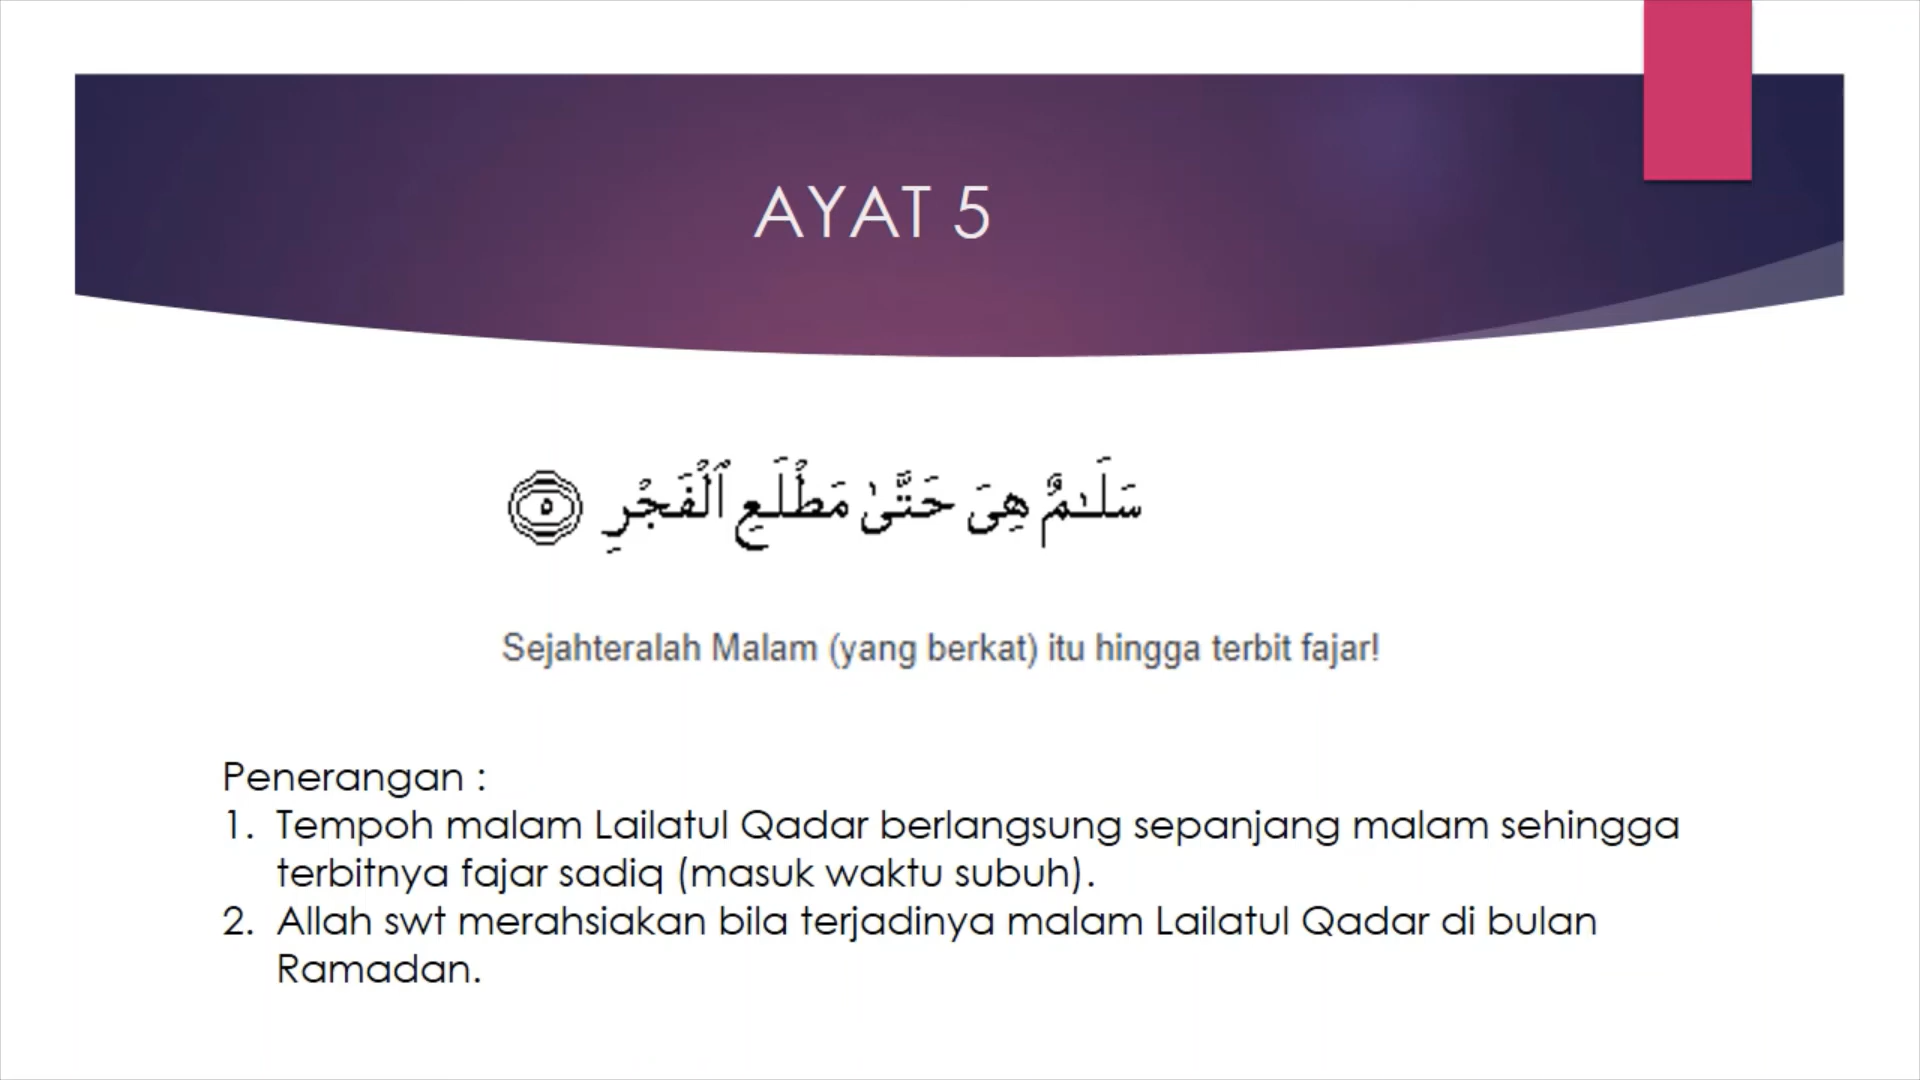 AYAT 5
سَلَـٰمٌ هِىَ حَتَّىٰ مَطْلَعِ ٱلْفَجْرِ ٥
Sejahteralah Malam (yang berkat) itu hingga terbit fajar!
Penerangan :
1. Tempoh malam Lailatul Qadar berlangsung sepanjang malam sehingga
terbitnya fajar sadiq (masuk waktu subuh).
2. Allah swt merahsiakan bila terjadinya malam Lailatul Qadar di bulan
Ramadan.